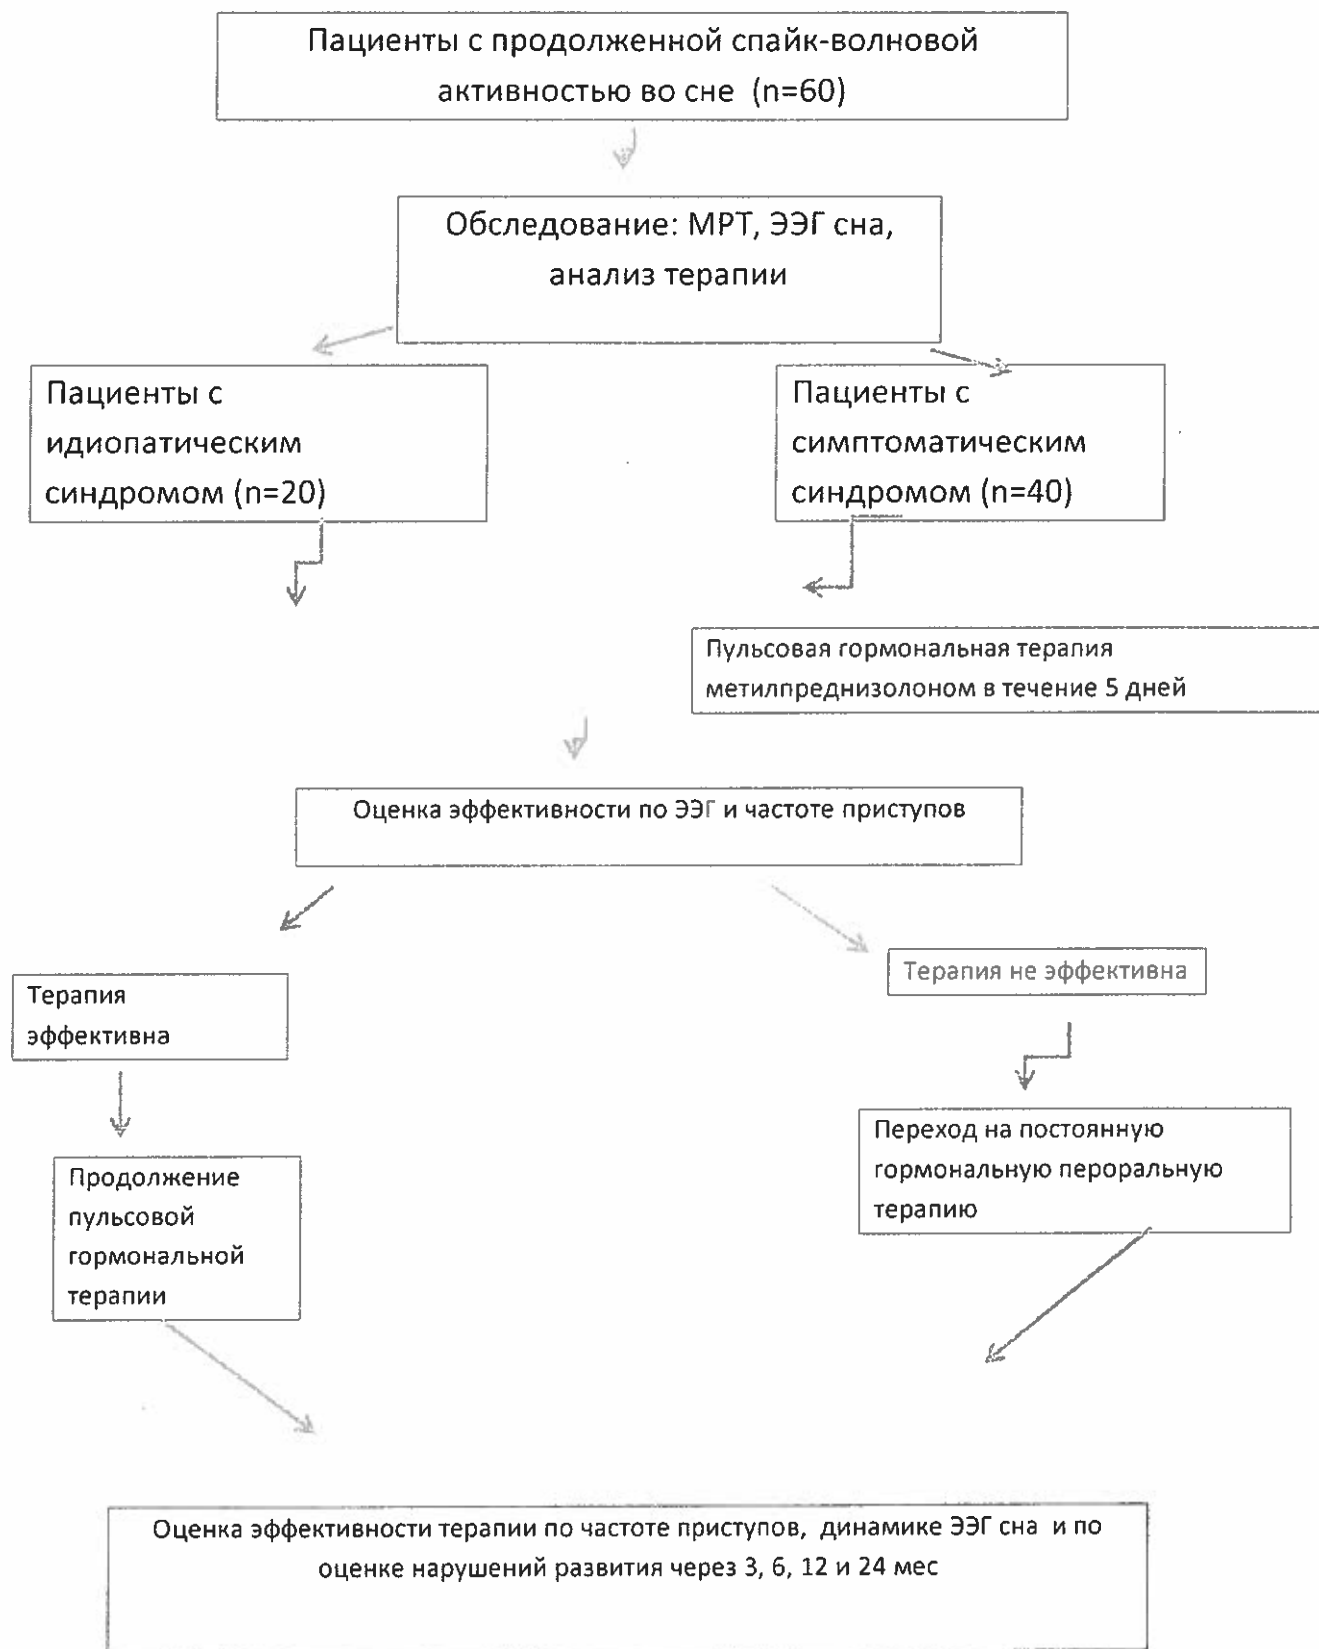 Пациенты с продолженной спайк-волновой
активностью во сне (n=60)
Обследование: МРТ, ЭЭГ сна,
анализ терапии
Пациенты с
идиопатическим
синдромом (n=20)
Пациенты с
симптоматическим
синдромом (n=40)
Пульсовая гормональная терапия
метилпреднизолоном в течение 5 дней
Оценка эффективности по ЭЭГ и частоте приступов
Терапия
эффективна
Терапия не эффективна
Продолжение
пульсовой
гормональной
терапии
Переход на постоянную
гормональную пероральную
терапию
Оценка эффективности терапии по частоте приступов, динамике ЭЭГ сна и по
оценке нарушений развития через 3, 6, 12 и 24 мес